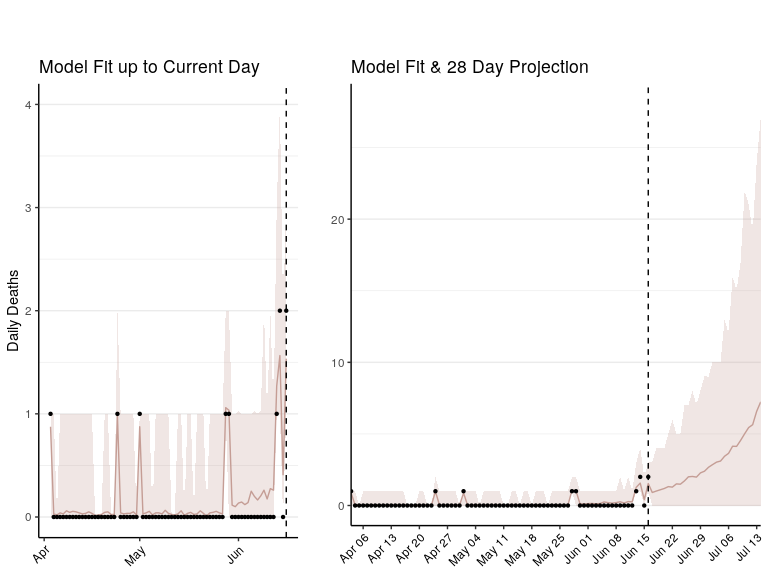 Model Fit up to Current Day
Daily Deaths
4
3
2
1
0
Apr
May
Jun
Model Fit & 28 Day Projection
20
10
0
Apr 06
Apr 13
Apr 20
Apr 27
May 04
May 11
May 18
May 25
Jun 01
Jun 08
Jun 15
Jun 22
Jun 29
Jul 06
Jul 13